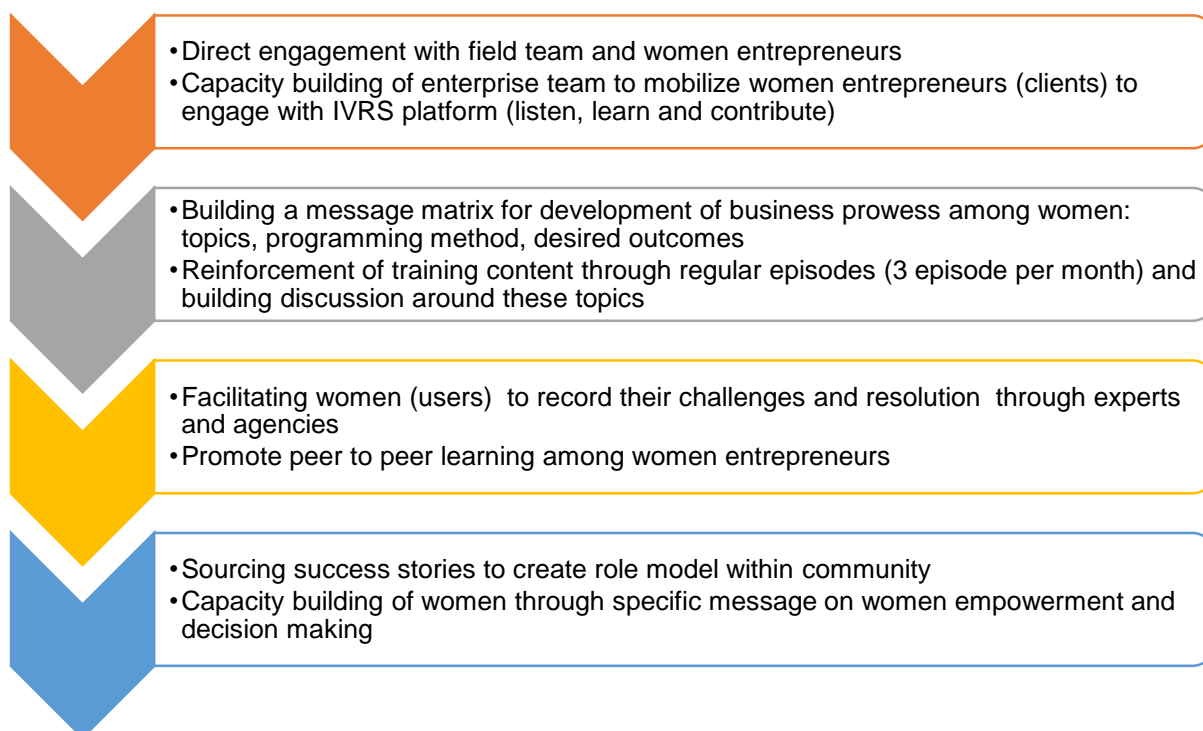 •Direct engagement with field team and women entrepreneurs
•Capacity building of enterprise team to mobilize women entrepreneurs (clients) to
engage with IVRS platform (listen, learn and contribute)
•Building a message matrix for development of business prowess among women:
topics, programming method, desired outcomes
•Reinforcement of training content through regular episodes (3 episode per month) and
building discussion around these topics
•Facilitating women (users) to record their challenges and resolution through experts
and agencies
•Promote peer to peer learning among women entrepreneurs
•Sourcing success stories to create role model within community
•Capacity building of women through specific message on women empowerment and
decision making